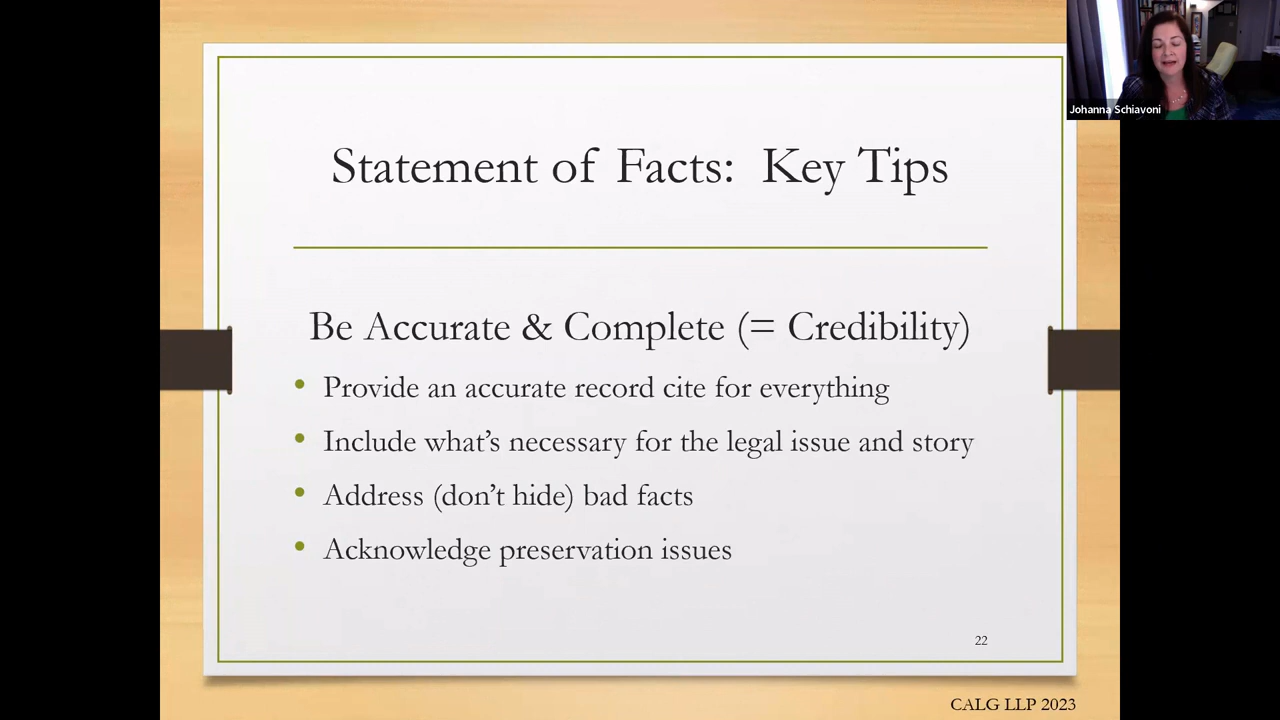 Statement of Facts: Key Tips
Be Accurate & Complete (= Credibility)
• Provide an accurate record cite for everything
• Include what’s necessary for the legal issue and story
• Address (don’t hide) bad facts
• Acknowledge preservation issues
22
CALG LLP 2023
Johanna Schiavoni